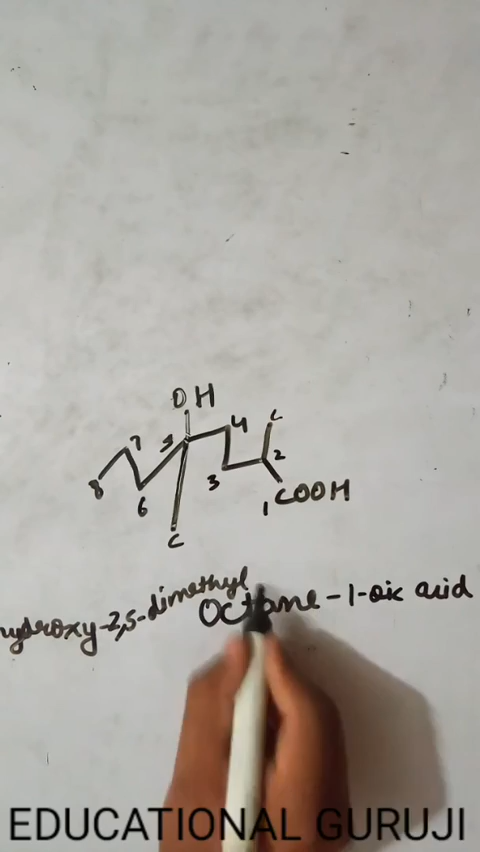 OH
4
C
5
7
2
8
3
6
1 COOH
C
hydroxy-2,5-dimethyl
Octane-1-oic acid
EDUCATIONAL GURUJI